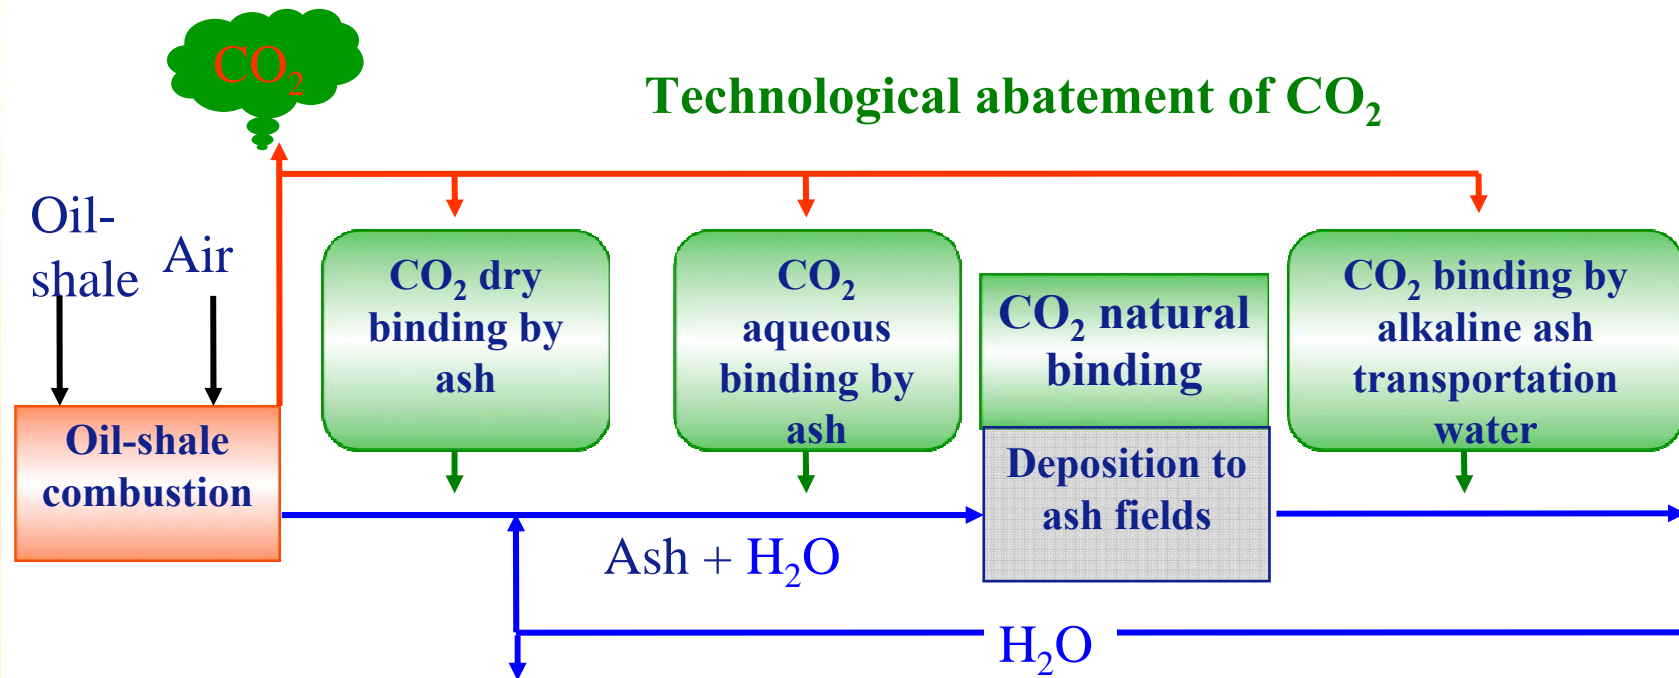 CO₂
Technological abatement of CO₂
Oil-
shale
Air
CO₂ dry
binding by
ash
CO₂
aqueous
binding by
ash
CO₂ natural
binding
CO₂ binding by
alkaline ash
transportation
water
Oil-shale
combustion
Deposition to
ash fields
Ash + H₂O
H₂O